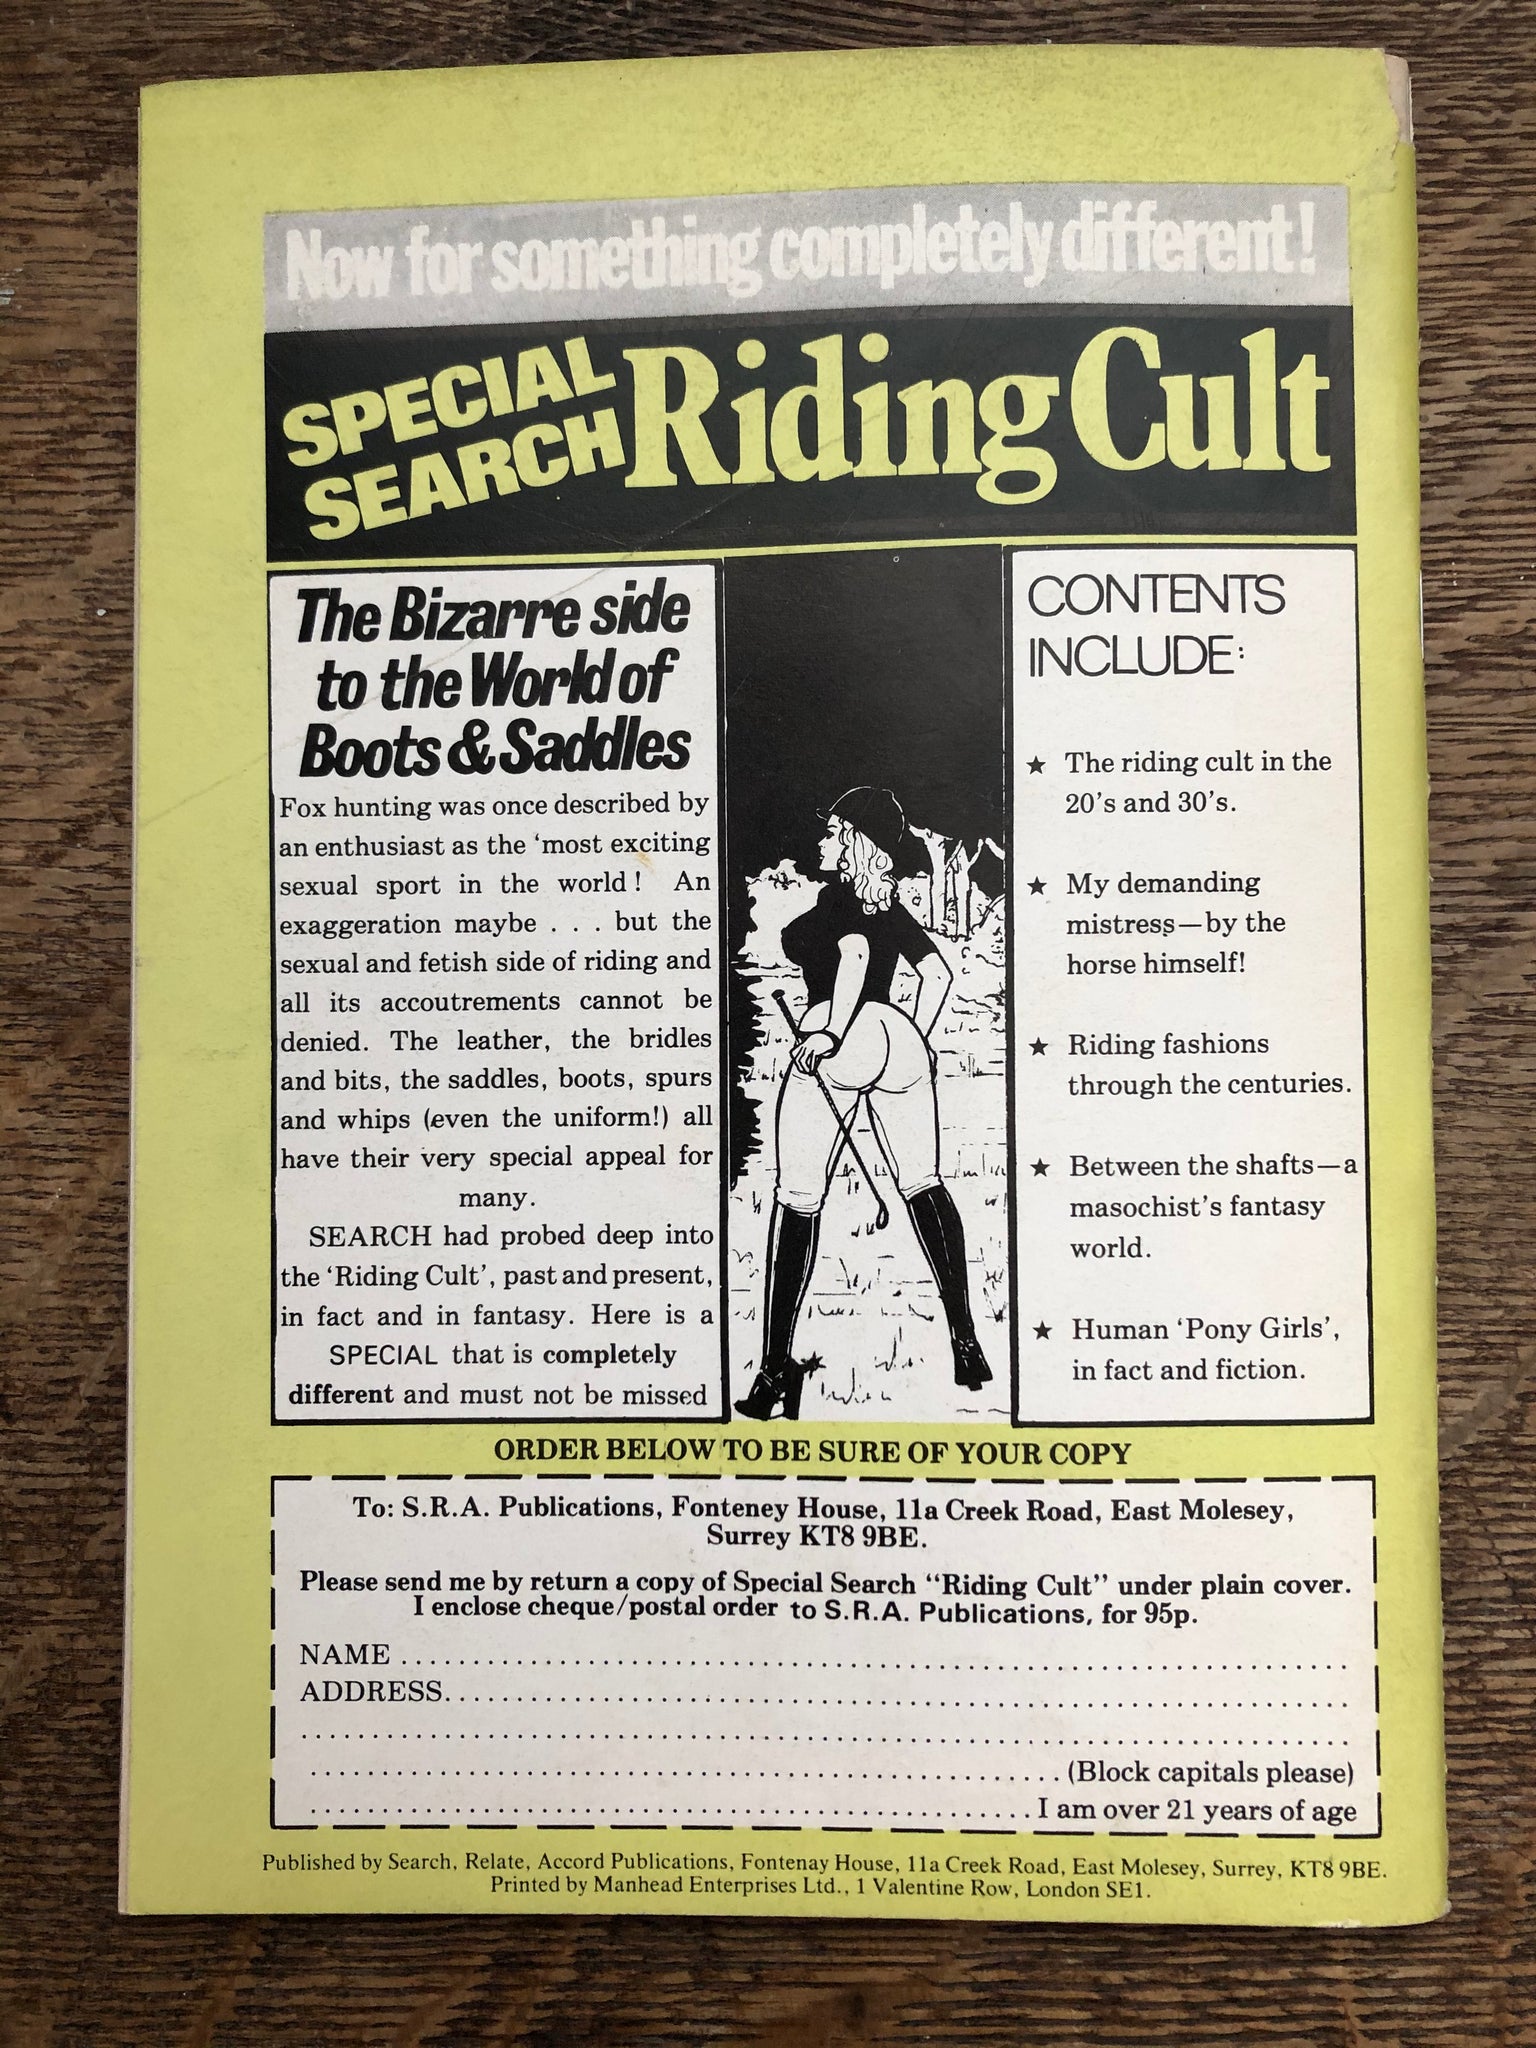 Now for something completely different!
SPECIAL
SEARCH
Riding Cult
The Bizarre side
to the World of
Boots & Saddles
Fox hunting was once described by
an enthusiast as the ‘most exciting
sexual sport in the world! An
exaggeration maybe . . . but the
sexual and fetish side of riding and
all its accoutrements cannot be
denied. The leather, the bridles
and bits, the saddles, boots, spurs
and whips (even the uniform!) all
have their very special appeal for
many.
SEARCH had probed deep into
the ‘Riding Cult’, past and present,
in fact and in fantasy. Here is a
SPECIAL that is completely
different and must not be missed
CONTENTS
INCLUDE:
★ The riding cult in the
20’s and 30’s.
★ My demanding
mistress—by the
horse himself!
★ Riding fashions
through the centuries.
★ Between the shafts—a
masochist’s fantasy
world.
★ Human ‘Pony Girls’,
in fact and fiction.
ORDER BELOW TO BE SURE OF YOUR COPY
To: S.R.A. Publications, Fonteney House, 11a Creek Road, East Molesey,
Surrey KT8 9BE.
Please send me by return a copy of Special Search “Riding Cult” under plain cover.
I enclose cheque/postal order to S.R.A. Publications, for 95p.
NAME
ADDRESS
(Block capitals please)
I am over 21 years of age
Published by Search, Relate, Accord Publications, Fontenay House, 11a Creek Road, East Molesey, Surrey, KT8 9BE.
Printed by Manhead Enterprises Ltd., 1 Valentine Row, London SE1.